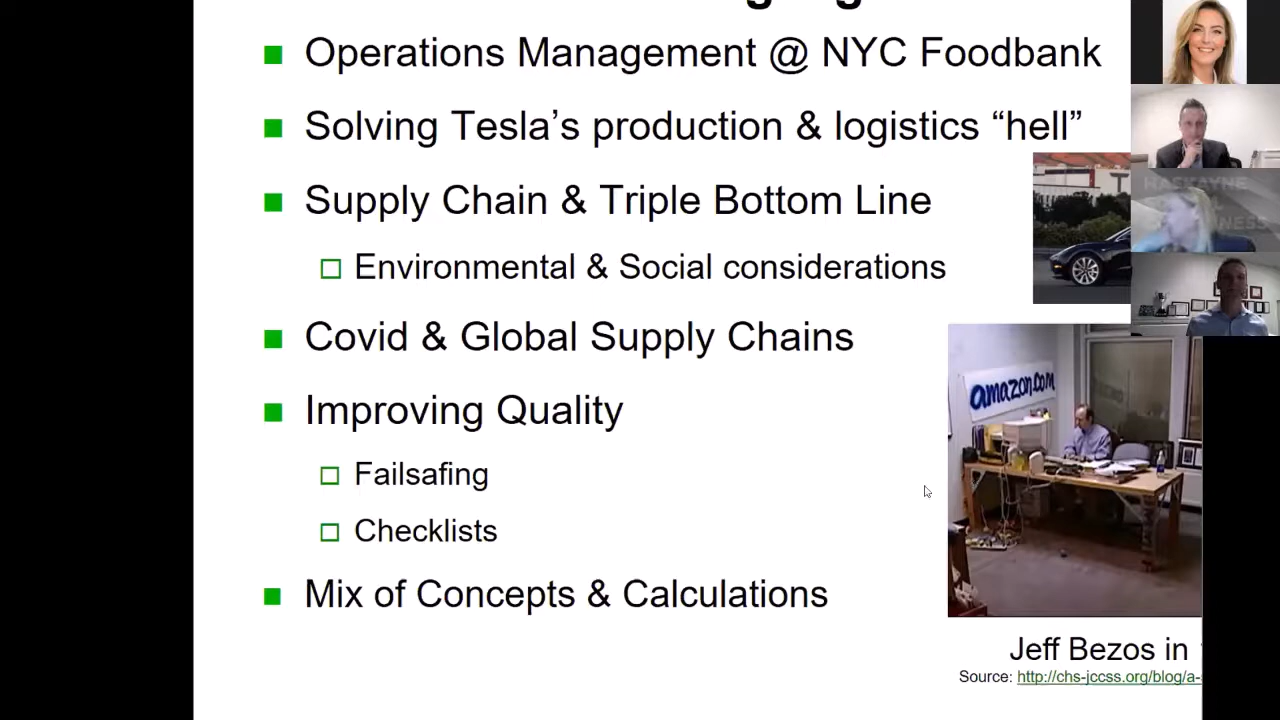 Operations Management @ NYC Foodbank
Solving Tesla’s production & logistics “hell”
Supply Chain & Triple Bottom Line
Environmental & Social considerations
Covid & Global Supply Chains
amazon.com
Improving Quality
Failsafing
Checklists
Mix of Concepts & Calculations
Jeff Bezos in
Source: http://chs-jccss.org/blog/a-